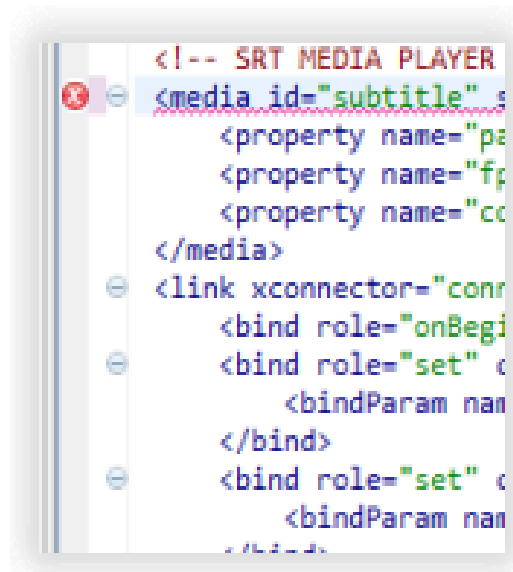 <!-- SRT MEDIA PLAYER
<media id="subtitle" s
<property name="pa
<property name="fp
<property name="co
</media>
<link xconnector="conn
<bind role="onBegi
<bind role="set" c
<bindParam nam
</bind>
<bind role="set" c
<bindParam nam
</bind>